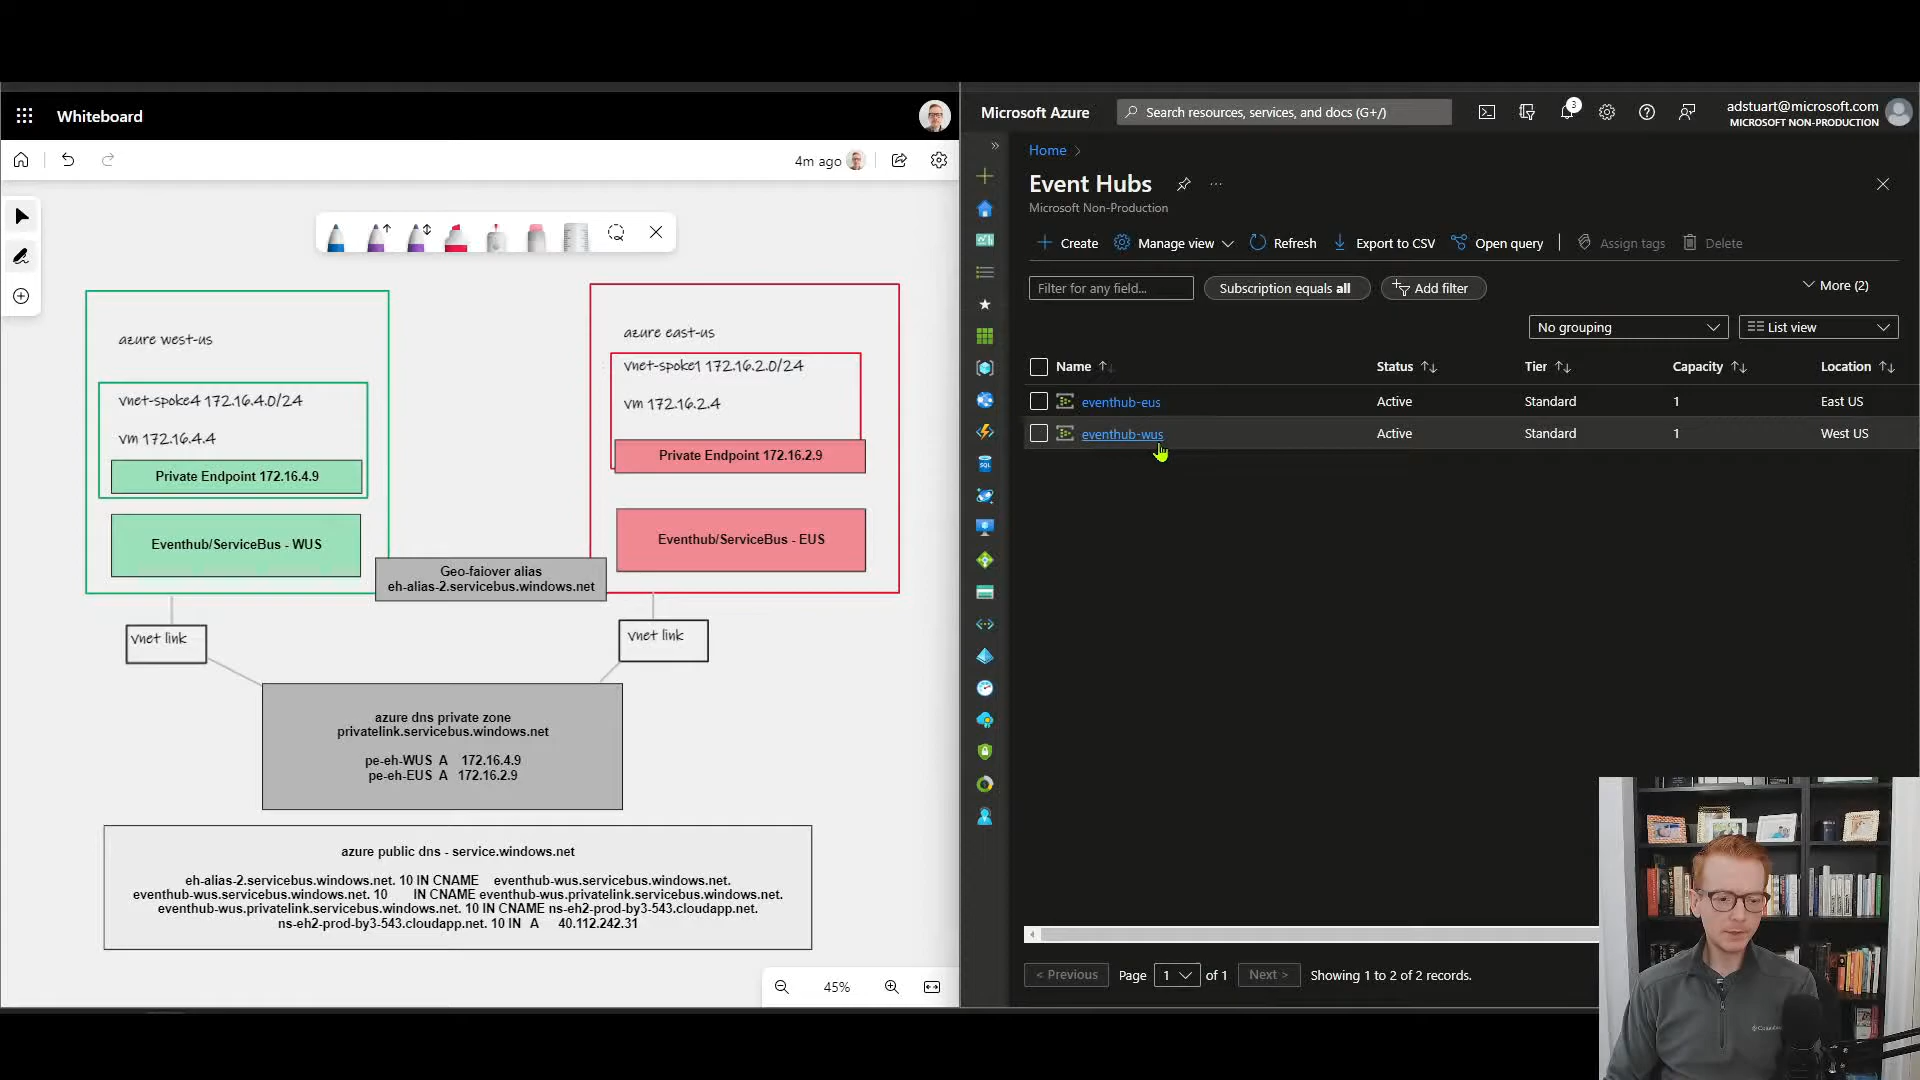 Whiteboard
4m ago
azure west-us
vnet-spoke4 172.16.4.0/24
vm 172.16.4.4
Private Endpoint 172.16.4.9
Eventhub/ServiceBus - WUS
azure east-us
vnet-spoke1 172.16.2.0/24
vm 172.16.2.4
Private Endpoint 172.16.2.9
Eventhub/ServiceBus - EUS
Geo-faiover alias
eh-alias-2.servicebus.windows.net
vnet link
vnet link
azure dns private zone
privatelink.servicebus.windows.net
pe-eh-WUS A 172.16.4.9
pe-eh-EUS A 172.16.2.9
azure public dns - service.windows.net
eh-alias-2.servicebus.windows.net. 10 IN CNAME eventhub-wus.servicebus.windows.net.
eventhub-wus.servicebus.windows.net. 10 IN CNAME eventhub-wus.privatelink.servicebus.windows.net.
eventhub-wus.privatelink.servicebus.windows.net. 10 IN CNAME ns-eh2-prod-by3-543.cloudapp.net.
ns-eh2-prod-by3-543.cloudapp.net. 10 IN A 40.112.242.31
45%
Microsoft Azure
Search resources, services, and docs (G+/)
3
adstuart@microsoft.com
MICROSOFT NON-PRODUCTION
Home >
Event Hubs
Microsoft Non-Production
Create Manage view Refresh Export to CSV Open query Assign tags Delete
Filter for any field... Subscription equals all Add filter More (2)
No grouping List view
Name Status Tier Capacity Location
eventhub-eus Active Standard 1 East US
eventhub-wus Active Standard 1 West US
< Previous Page 1 of 1 Next > Showing 1 to 2 of 2 records.